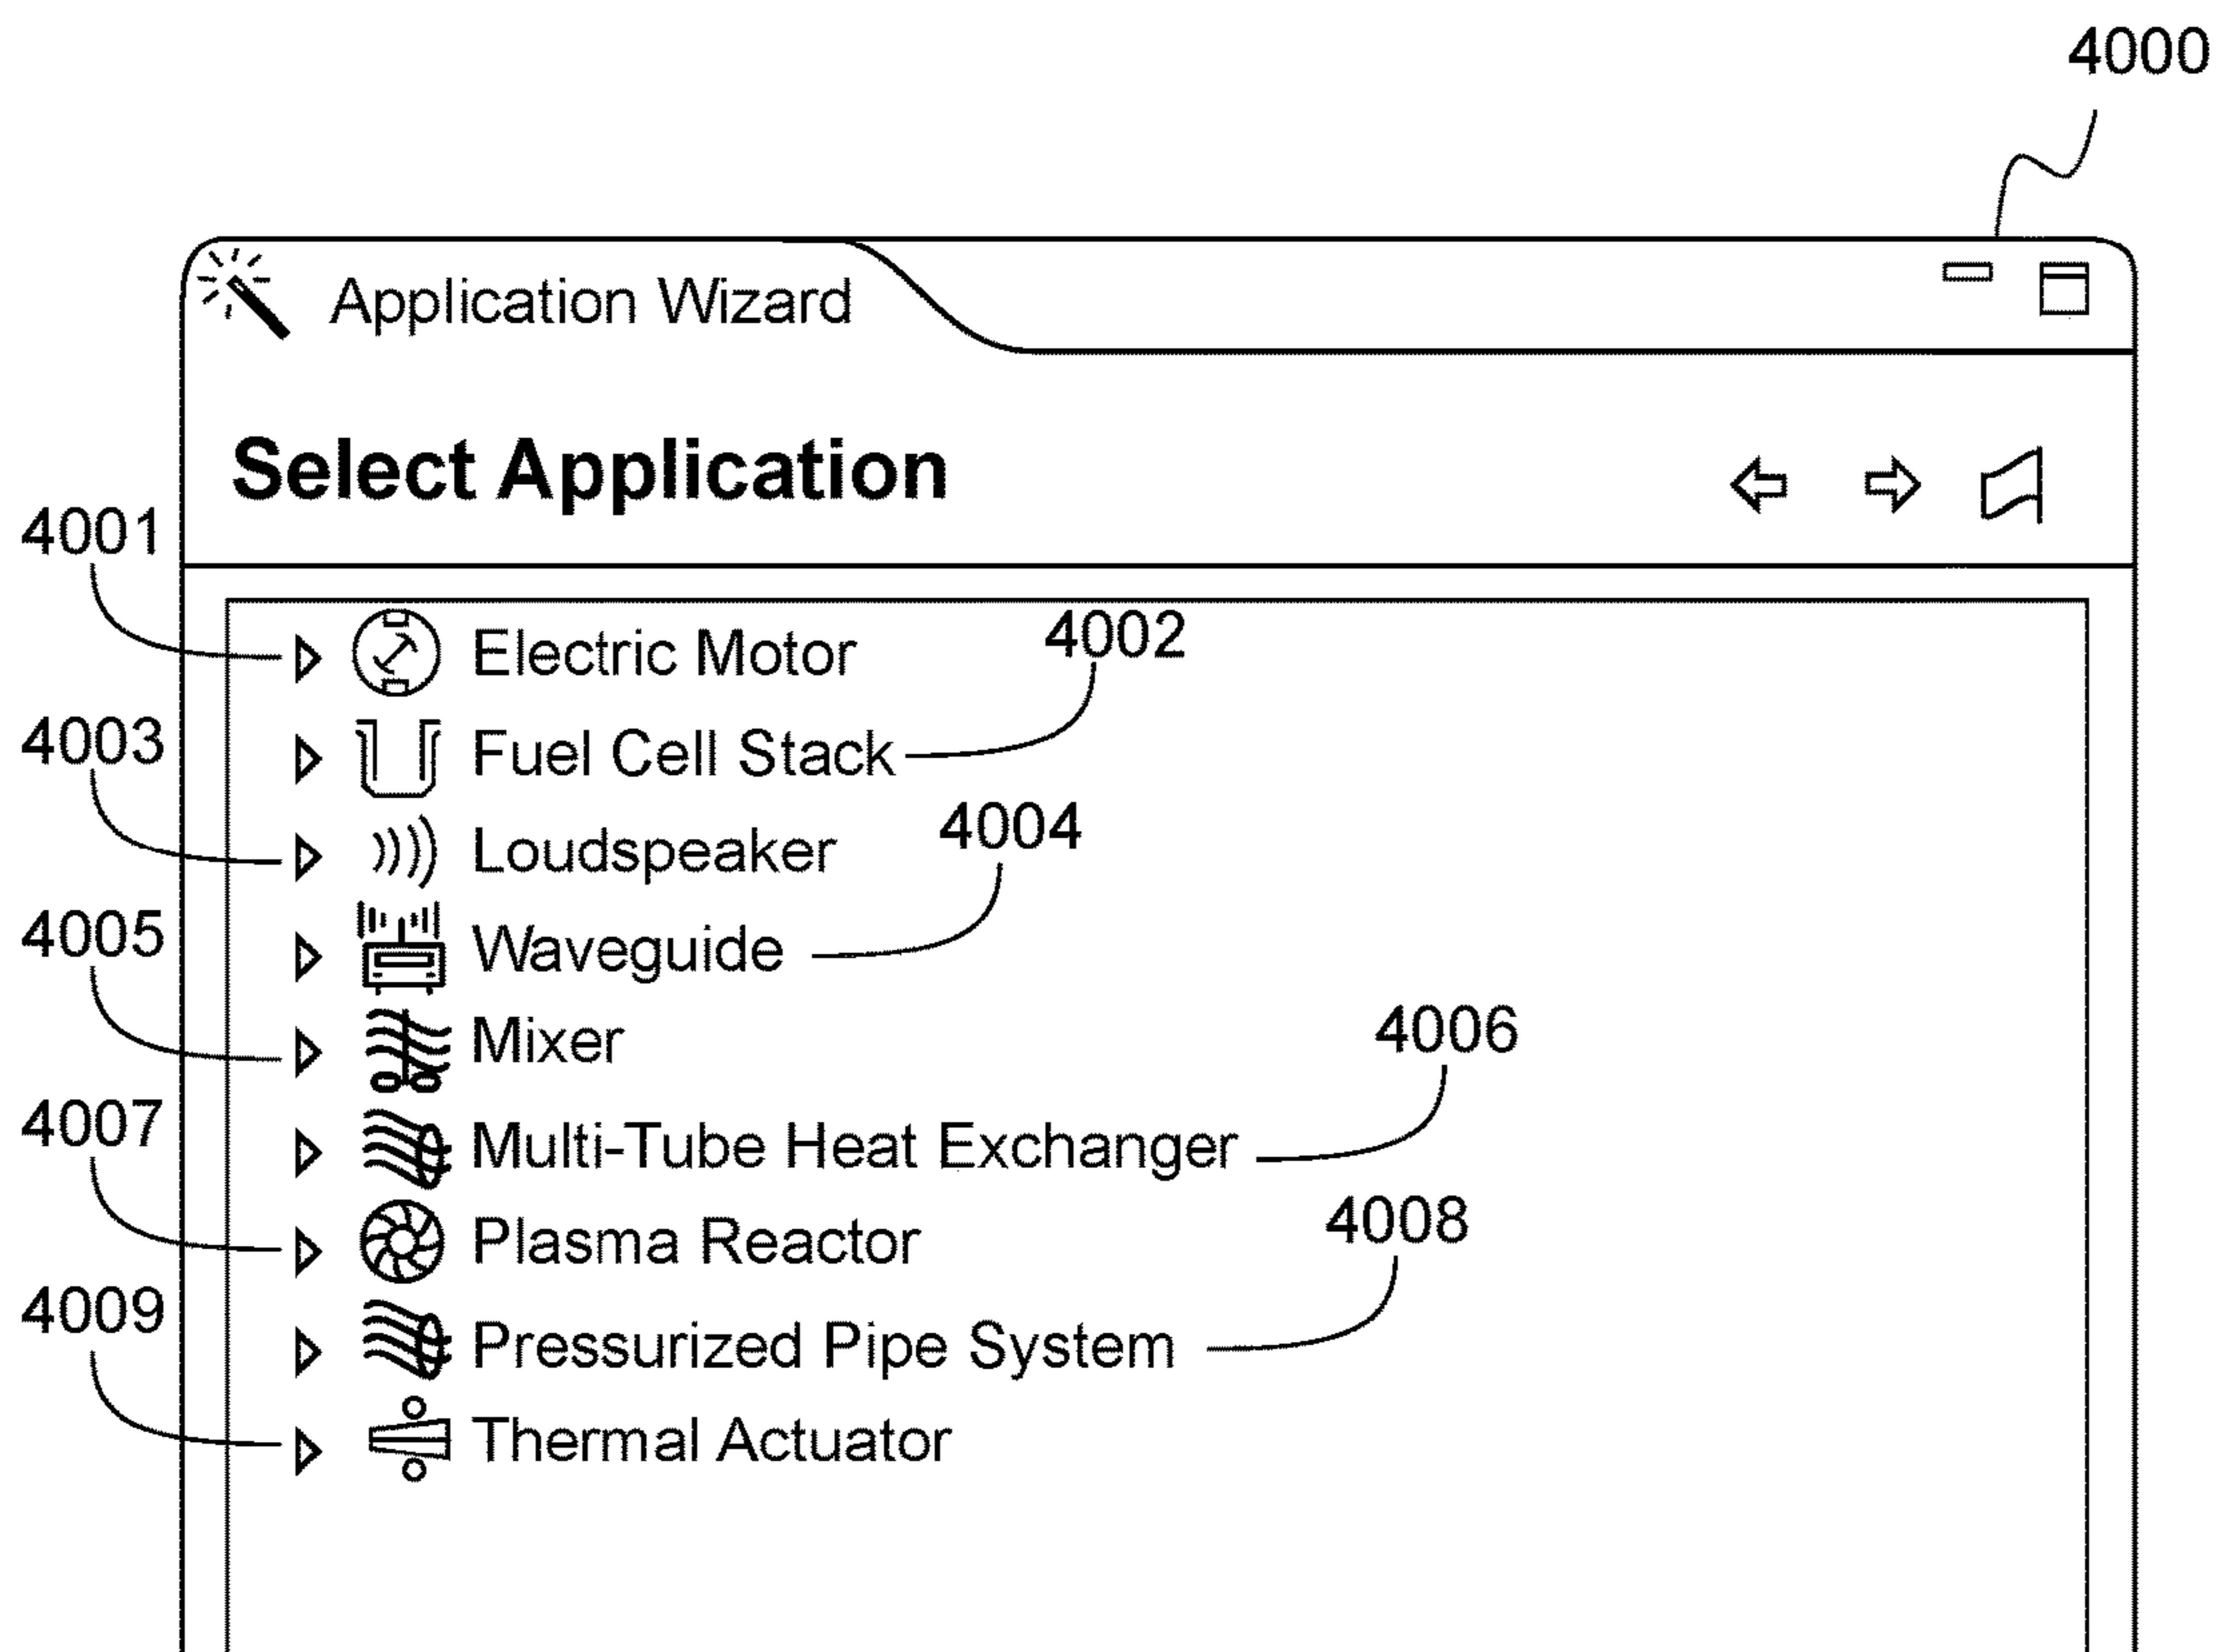 4000
Application Wizard
Select Application
4001
Electric Motor
4002
4003
Fuel Cell Stack
Loudspeaker
4004
4005
Waveguide
Mixer
4006
4007
Multi-Tube Heat Exchanger
Plasma Reactor
4008
4009
Pressurized Pipe System
Thermal Actuator